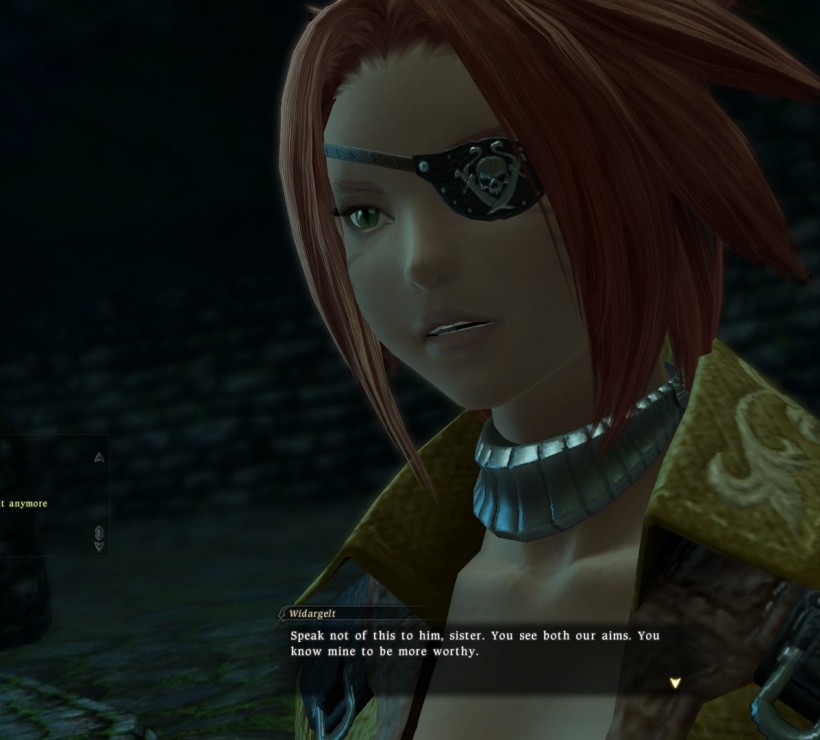 t anymore
Widargelt
Speak not of this to him, sister. You see both our aims. You
know mine to be more worthy.